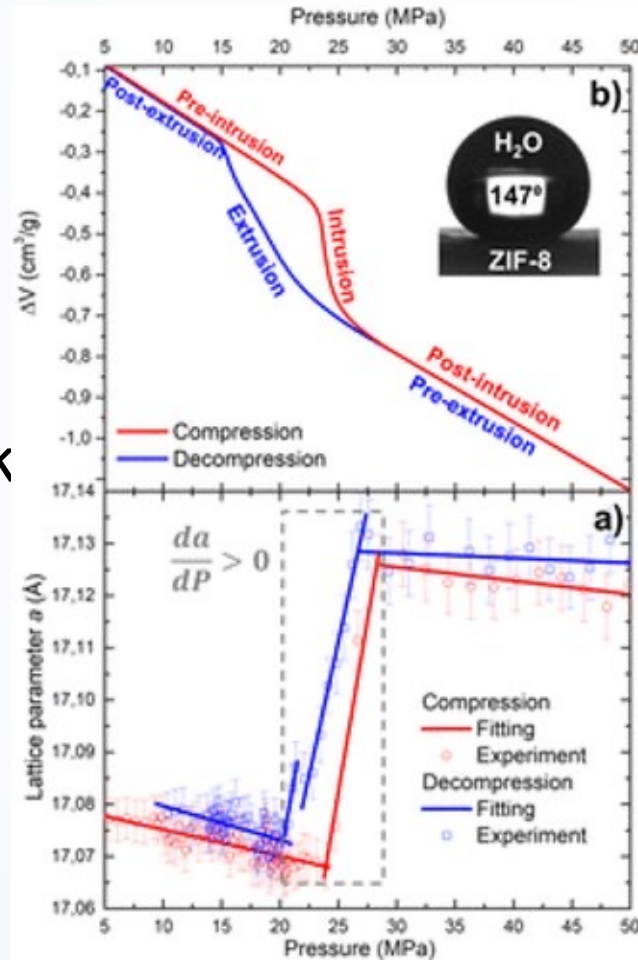 Pressure (MPa)
5 10 15 20 25 30 35 40 45 50
-0,1
-0,2
-0,3
-0,4
-0,5
-0,6
-0,7
-0,8
-0,9
-1,0
ΔV (cm³/g)
b)
Post-extrusion
Pre-intrusion
Extrusion
Intrusion
H₂O
147º
ZIF-8
Post-intrusion
Pre-extrusion
Compression
Decompression
K
17,14
17,13
17,12
17,11
17,10
17,09
17,08
17,07
17,06
Lattice parameter a (Å)
a)
da/dP > 0
Compression
Fitting
Experiment
Decompression
Fitting
Experiment
5 10 15 20 25 30 35 40 45 50
Pressure (MPa)